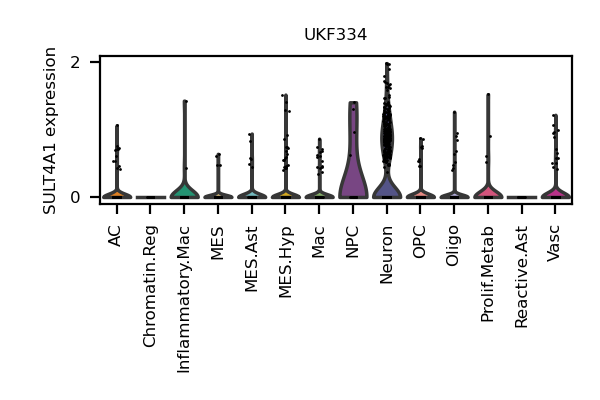 UKF334
SULT4A1 expression
2
0
AC
Chromatin.Reg
Inflammatory.Mac
MES
MES.Ast
MES.Hyp
Mac
NPC
Neuron
OPC
Oligo
Prolif.Metab
Reactive.Ast
Vasc